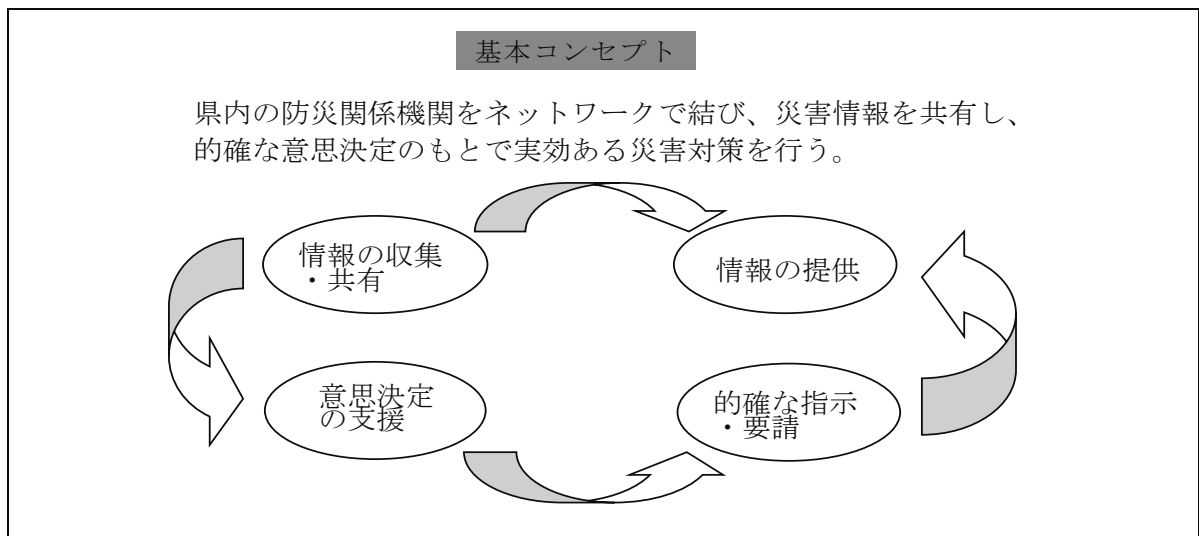 基本コンセプト
県内の防災関係機関をネットワークで結び、災害情報を共有し、
的確な意思決定のもとで実効ある災害対策を行う。
情報の収集
・共有
情報の提供
意思決定
の支援
的確な指示
・要請